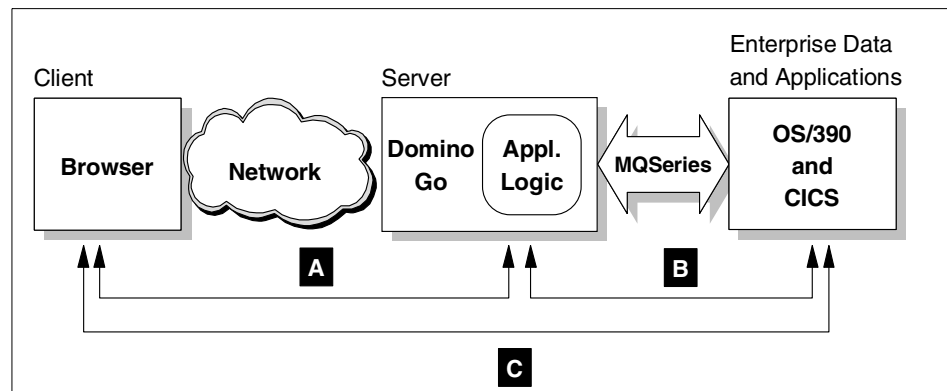 Client
Browser
Network
Server
Domino
Go
Appl.
Logic
MQSeries
Enterprise Data
and Applications
OS/390
and
CICS
A
B
C